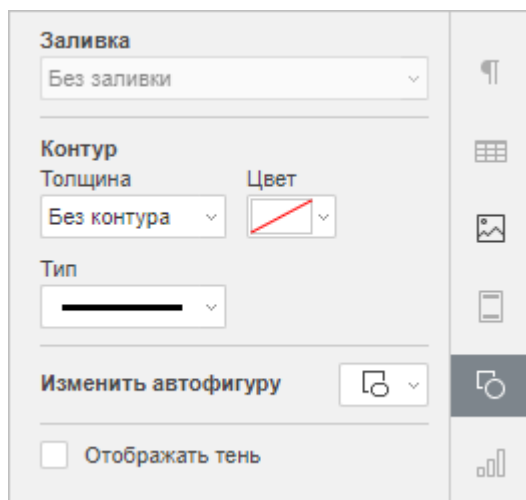 Заливка
Без заливки
Контур
Толщина Цвет
Без контура
Тип
Изменить автофигуру
Отображать тень